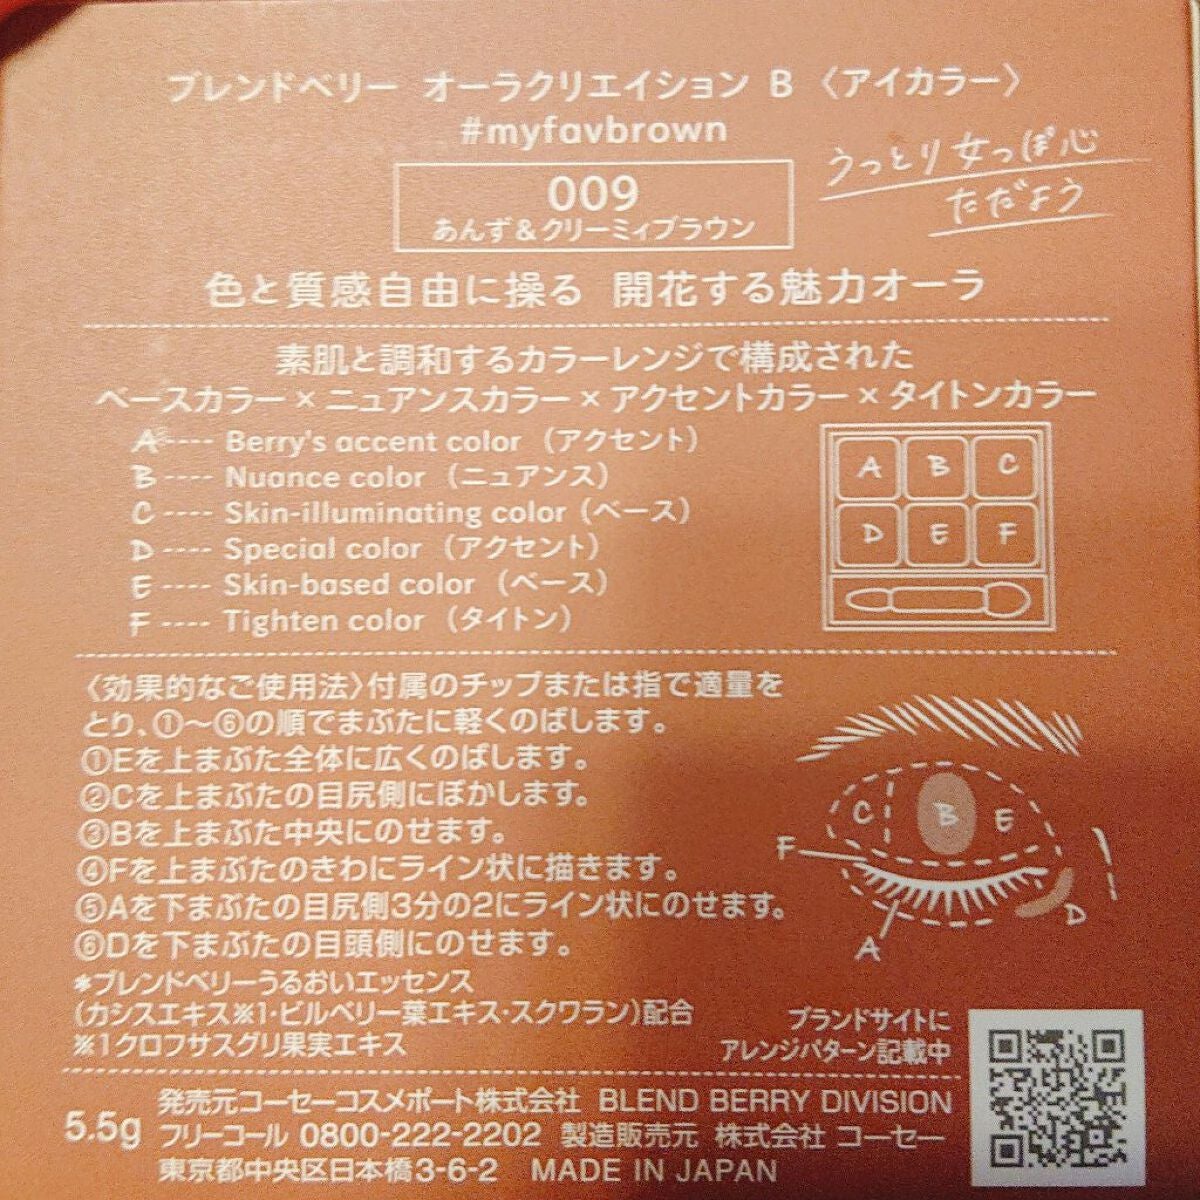 ブレンドベリー オーラクリエイション B 〈アイカラー〉
#myfavbrown
009
あんず&クリーミィブラウン
うっとり女っぽ心
ただよう
色と質感自由に操る 開花する魅力オーラ
素肌と調和するカラーレンジで構成された
ベースカラー×ニュアンスカラー×アクセントカラー×タイトンカラー
A ---- Berry's accent color (アクセント)
B ---- Nuance color (ニュアンス)
C ---- Skin-illuminating color (ベース)
D ---- Special color (アクセント)
E ---- Skin-based color (ベース)
F ---- Tighten color (タイトン)
A B C
D E F
〈効果的なご使用法〉付属のチップまたは指で適量を
とり、①～⑥の順でまぶたに軽くのばします。
①Eを上まぶた全体に広くのばします。
②Cを上まぶたの目尻側にぼかします。
③Bを上まぶた中央にのせます。
④Fを上まぶたのきわにライン状に描きます。
⑤Aを下まぶたの目尻側3分の2にライン状にのせます。
⑥Dを下まぶたの目頭側にのせます。
C B E
F
D
A
*ブレンドベリーうるおいエッセンス
(カシスエキス※1・ビルベリー葉エキス・スクワラン)配合
※1クロフサスグリ果実エキス
ブランドサイトに
アレンジパターン記載中
5.5g
発売元コーセーコスメポート株式会社 BLEND BERRY DIVISION
フリーコール 0800-222-2202 製造販売元 株式会社 コーセー
東京都中央区日本橋3-6-2 MADE IN JAPAN